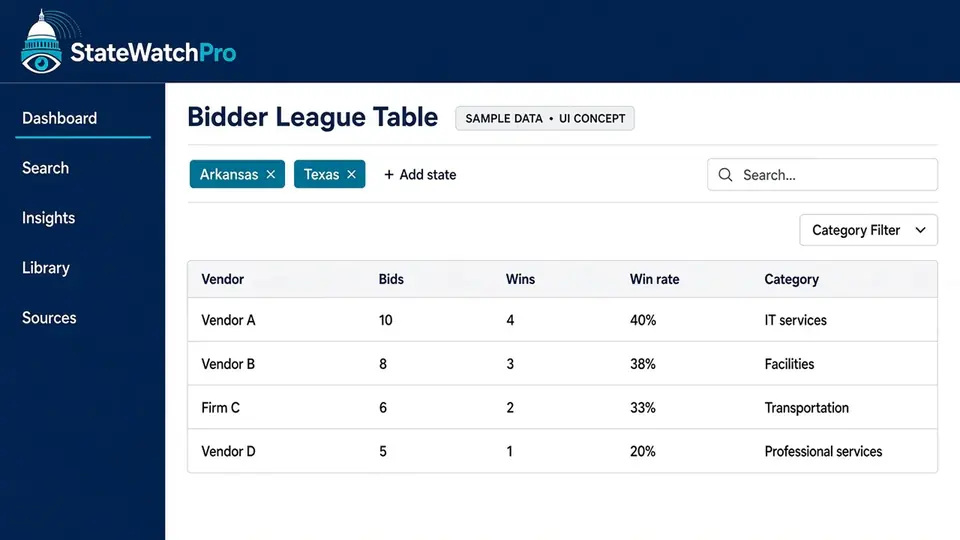 StateWatchPro
Dashboard
Search
Insights
Library
Sources
Bidder League Table
SAMPLE DATA • UI CONCEPT
Arkansas ×
Texas ×
+ Add state
Search...
Category Filter
Vendor Bids Wins Win rate Category
Vendor A 10 4 40% IT services
Vendor B 8 3 38% Facilities
Firm C 6 2 33% Transportation
Vendor D 5 1 20% Professional services